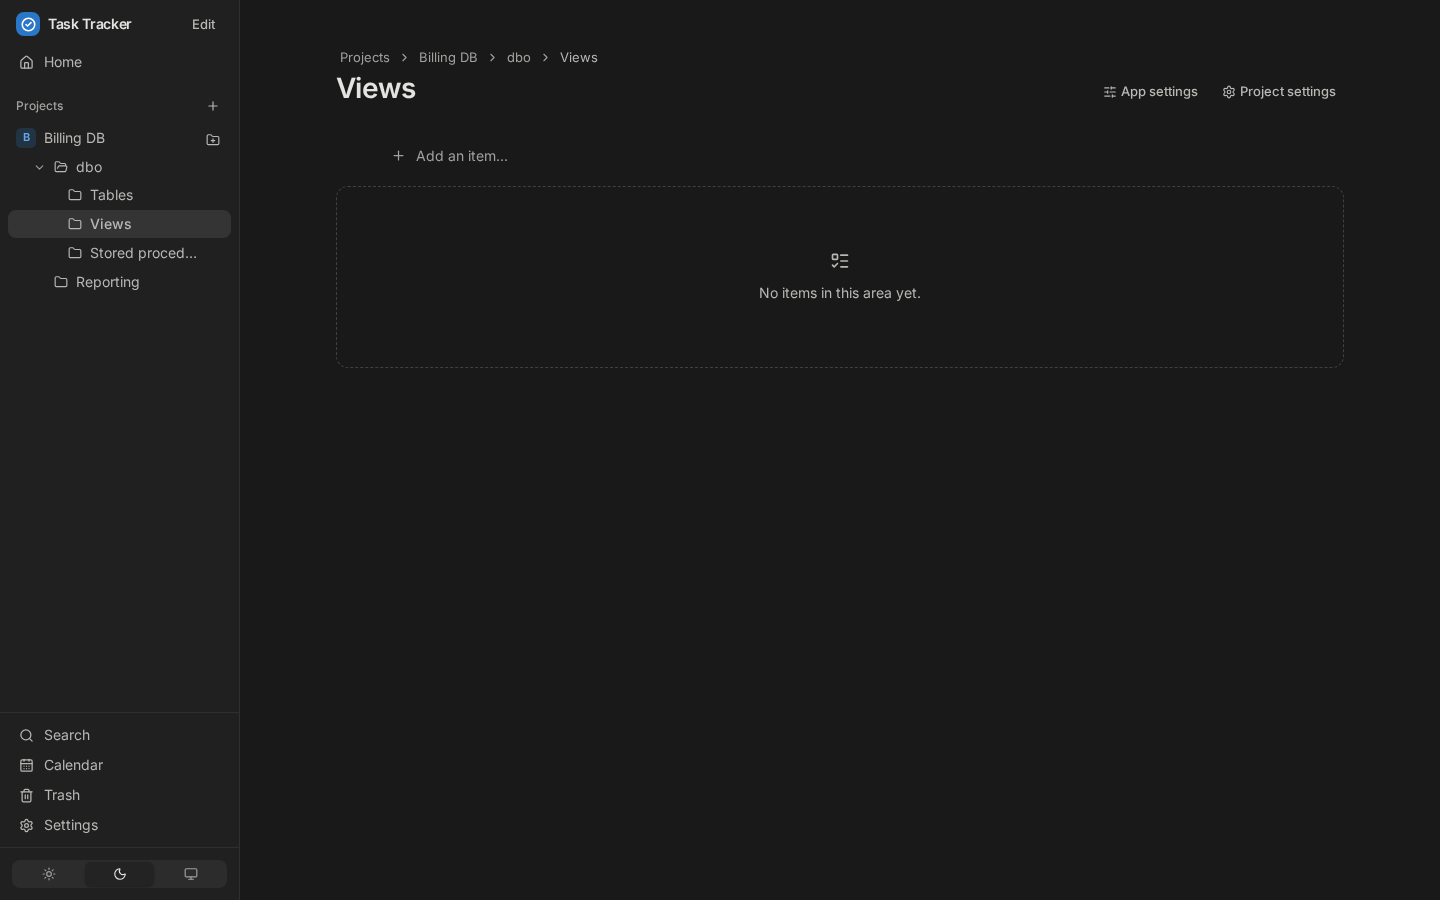 Task Tracker
Edit
Home
Projects
B Billing DB
dbo
Tables
Views
Stored proced...
Reporting
Search
Calendar
Trash
Settings
Projects > Billing DB > dbo > Views
Views
App settings
Project settings
Add an item...
No items in this area yet.